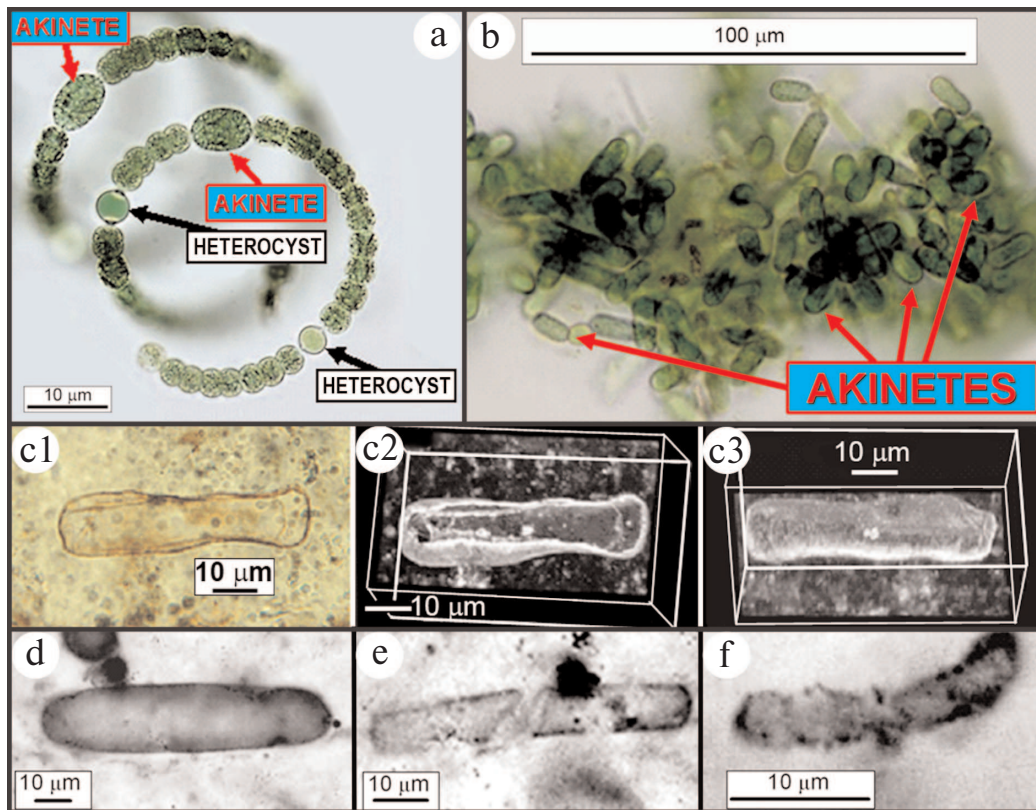 AKINETE
a
AKINETE
HETEROCYST
HETEROCYST
10 μm
b
100 μm
AKINETES
c1
10 μm
c2
10 μm
c3
10 μm
d
10 μm
e
10 μm
f
10 μm